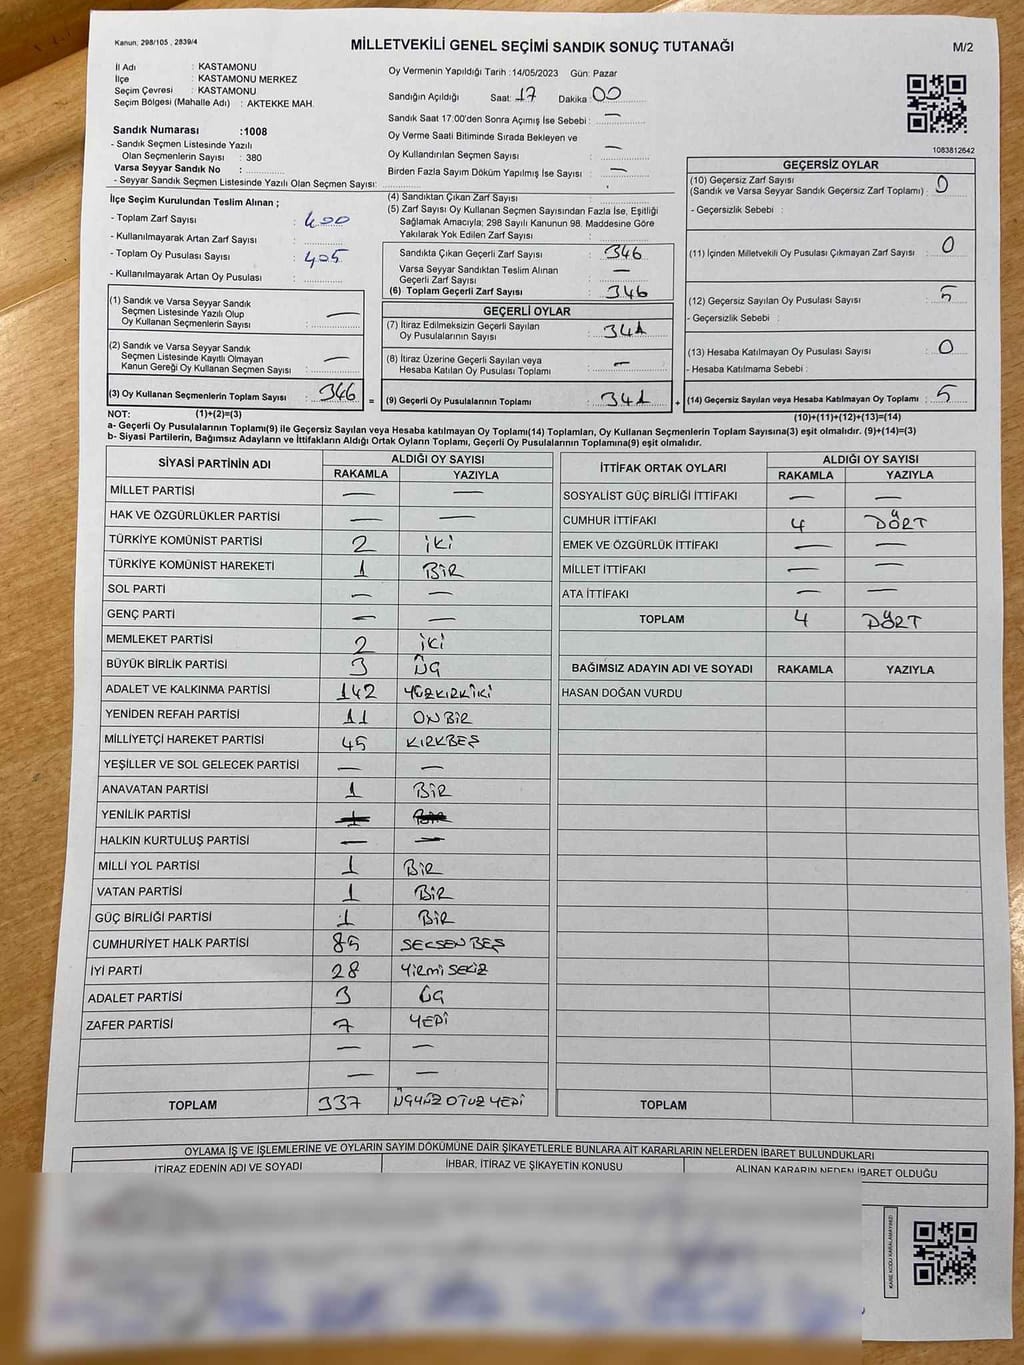 Kanun, 298/105 , 2839/4
MİLLETVEKİLİ GENEL SEÇİMİ SANDIK SONUÇ TUTANAĞI
M/2
İl Adı : KASTAMONU
İlçe : KASTAMONU MERKEZ
Seçim Çevresi : KASTAMONU
Seçim Bölgesi (Mahalle Adı) : AKTEKKE MAH.
Sandık Numarası :1008
- Sandık Seçmen Listesinde Yazılı
Olan Seçmenlerin Sayısı : 380
Varsa Seyyar Sandık No :
- Seyyar Sandık Seçmen Listesinde Yazılı Olan Seçmen Sayısı:
Oy Vermenin Yapıldığı Tarih :14/05/2023 Gün: Pazar
Sandığın Açıldığı Saat: 17 Dakika : 00
Sandık Saat 17:00'den Sonra Açımış İse Sebebi : —
Oy Verme Saati Bitiminde Sırada Bekleyen ve
Oy Kullandırılan Seçmen Sayısı : —
Birden Fazla Sayım Döküm Yapılmış İse Sayısı : —
1083812642
İlçe Seçim Kurulundan Teslim Alınan ;
- Toplam Zarf Sayısı : 400
- Kullanılmayarak Artan Zarf Sayısı :
- Toplam Oy Pusulası Sayısı : 405
- Kullanılmayarak Artan Oy Pusulası :
(1) Sandık ve Varsa Seyyar Sandık
Seçmen Listesinde Yazılı Olup
Oy Kullanan Seçmenlerin Sayısı : —
(2) Sandık ve Varsa Seyyar Sandık
Seçmen Listesinde Kayıtlı Olmayan
Kanun Gereği Oy Kullanan Seçmen Sayısı : —
(3) Oy Kullanan Seçmenlerin Toplam Sayısı : 346 =
(4) Sandıktan Çıkan Zarf Sayısı :
(5) Zarf Sayısı Oy Kullanan Seçmen Sayısından Fazla İse, Eşitliği
Sağlamak Amacıyla; 298 Sayılı Kanunun 98. Maddesine Göre
Yakılarak Yok Edilen Zarf Sayısı :
Sandıkta Çıkan Geçerli Zarf Sayısı : 346
Varsa Seyyar Sandıktan Teslim Alınan
Geçerli Zarf Sayısı : —
(6) Toplam Geçerli Zarf Sayısı : 346
GEÇERLİ OYLAR
(7) İtiraz Edilmeksizin Geçerli Sayılan
Oy Pusulalarının Sayısı : 341
(8) İtiraz Üzerine Geçerli Sayılan veya
Hesaba Katılan Oy Pusulası Toplamı : —
(9) Geçerli Oy Pusulalarının Toplamı : 341 +
GEÇERSİZ OYLAR
(10) Geçersiz Zarf Sayısı
(Sandık ve Varsa Seyyar Sandık Geçersiz Zarf Toplamı) : 0
- Geçersizlik Sebebi :
(11) İçinden Milletvekili Oy Pusulası Çıkmayan Zarf Sayısı : 0
(12) Geçersiz Sayılan Oy Pusulası Sayısı : 5
- Geçersizlik Sebebi :
(13) Hesaba Katılmayan Oy Pusulası Sayısı : 0
- Hesaba Katılmama Sebebi :
(14) Geçersiz Sayılan veya Hesaba Katılmayan Oy Toplamı : 5
NOT: (1)+(2)=(3) (10)+(11)+(12)+(13)=(14)
a- Geçerli Oy Pusulalarının Toplamı(9) ile Geçersiz Sayılan veya Hesaba katılmayan Oy Toplamı(14) Toplamları, Oy Kullanan Seçmenlerin Toplam Sayısına(3) eşit olmalıdır. (9)+(14)=(3)
b- Siyasi Partilerin, Bağımsız Adayların ve İttifakların Aldığı Ortak Oyların Toplamı, Geçerli Oy Pusulalarının Toplamına(9) eşit olmalıdır.
SİYASİ PARTİNİN ADI ALDIĞI OY SAYISI
RAKAMLA YAZIYLA
MİLLET PARTİSİ — —
HAK VE ÖZGÜRLÜKLER PARTİSİ — —
TÜRKİYE KOMÜNİST PARTİSİ 2 İKİ
TÜRKİYE KOMÜNİST HAREKETİ 1 BİR
SOL PARTİ — —
GENÇ PARTİ — —
MEMLEKET PARTİSİ 2 İKİ
BÜYÜK BİRLİK PARTİSİ 3 ÜÇ
ADALET VE KALKINMA PARTİSİ 142 YÜZKIRKİKİ
YENİDEN REFAH PARTİSİ 11 ONBİR
MİLLİYETÇİ HAREKET PARTİSİ 45 KIRKBEŞ
YEŞİLLER VE SOL GELECEK PARTİSİ — —
ANAVATAN PARTİSİ 1 BİR
YENİLİK PARTİSİ 1 BİR
HALKIN KURTULUŞ PARTİSİ — —
MİLLİ YOL PARTİSİ 1 BİR
VATAN PARTİSİ 1 BİR
GÜÇ BİRLİĞİ PARTİSİ 1 BİR
CUMHURİYET HALK PARTİSİ 85 SECSEN BEŞ
İYİ PARTİ 28 YİRMİ SEKİZ
ADALET PARTİSİ 3 ÜÇ
ZAFER PARTİSİ 7 YEDİ
— —
— —
TOPLAM 337 ÜÇYÜZ OTUZ YEDİ
İTTİFAK ORTAK OYLARI ALDIĞI OY SAYISI
RAKAMLA YAZIYLA
SOSYALİST GÜÇ BİRLİĞİ İTTİFAKI — —
CUMHUR İTTİFAKI 4 DÖRT
EMEK VE ÖZGÜRLÜK İTTİFAKI — —
MİLLET İTTİFAKI — —
ATA İTTİFAKI — —
TOPLAM 4 DÖRT
BAĞIMSIZ ADAYIN ADI VE SOYADI RAKAMLA YAZIYLA
HASAN DOĞAN VURDU
TOPLAM
OYLAMA İŞ VE İŞLEMLERİNE VE OYLARIN SAYIM DÖKÜMÜNE DAİR ŞİKAYETLERLE BUNLARA AİT KARARLARIN NELERDEN İBARET BULUNDUKLARI
İTİRAZ EDENİN ADI VE SOYADI İHBAR, İTİRAZ VE ŞİKAYETİN KONUSU ALINAN KARARIN NEDEN İBARET OLDUĞU
KARE KODU KARALAMAYINIZ!